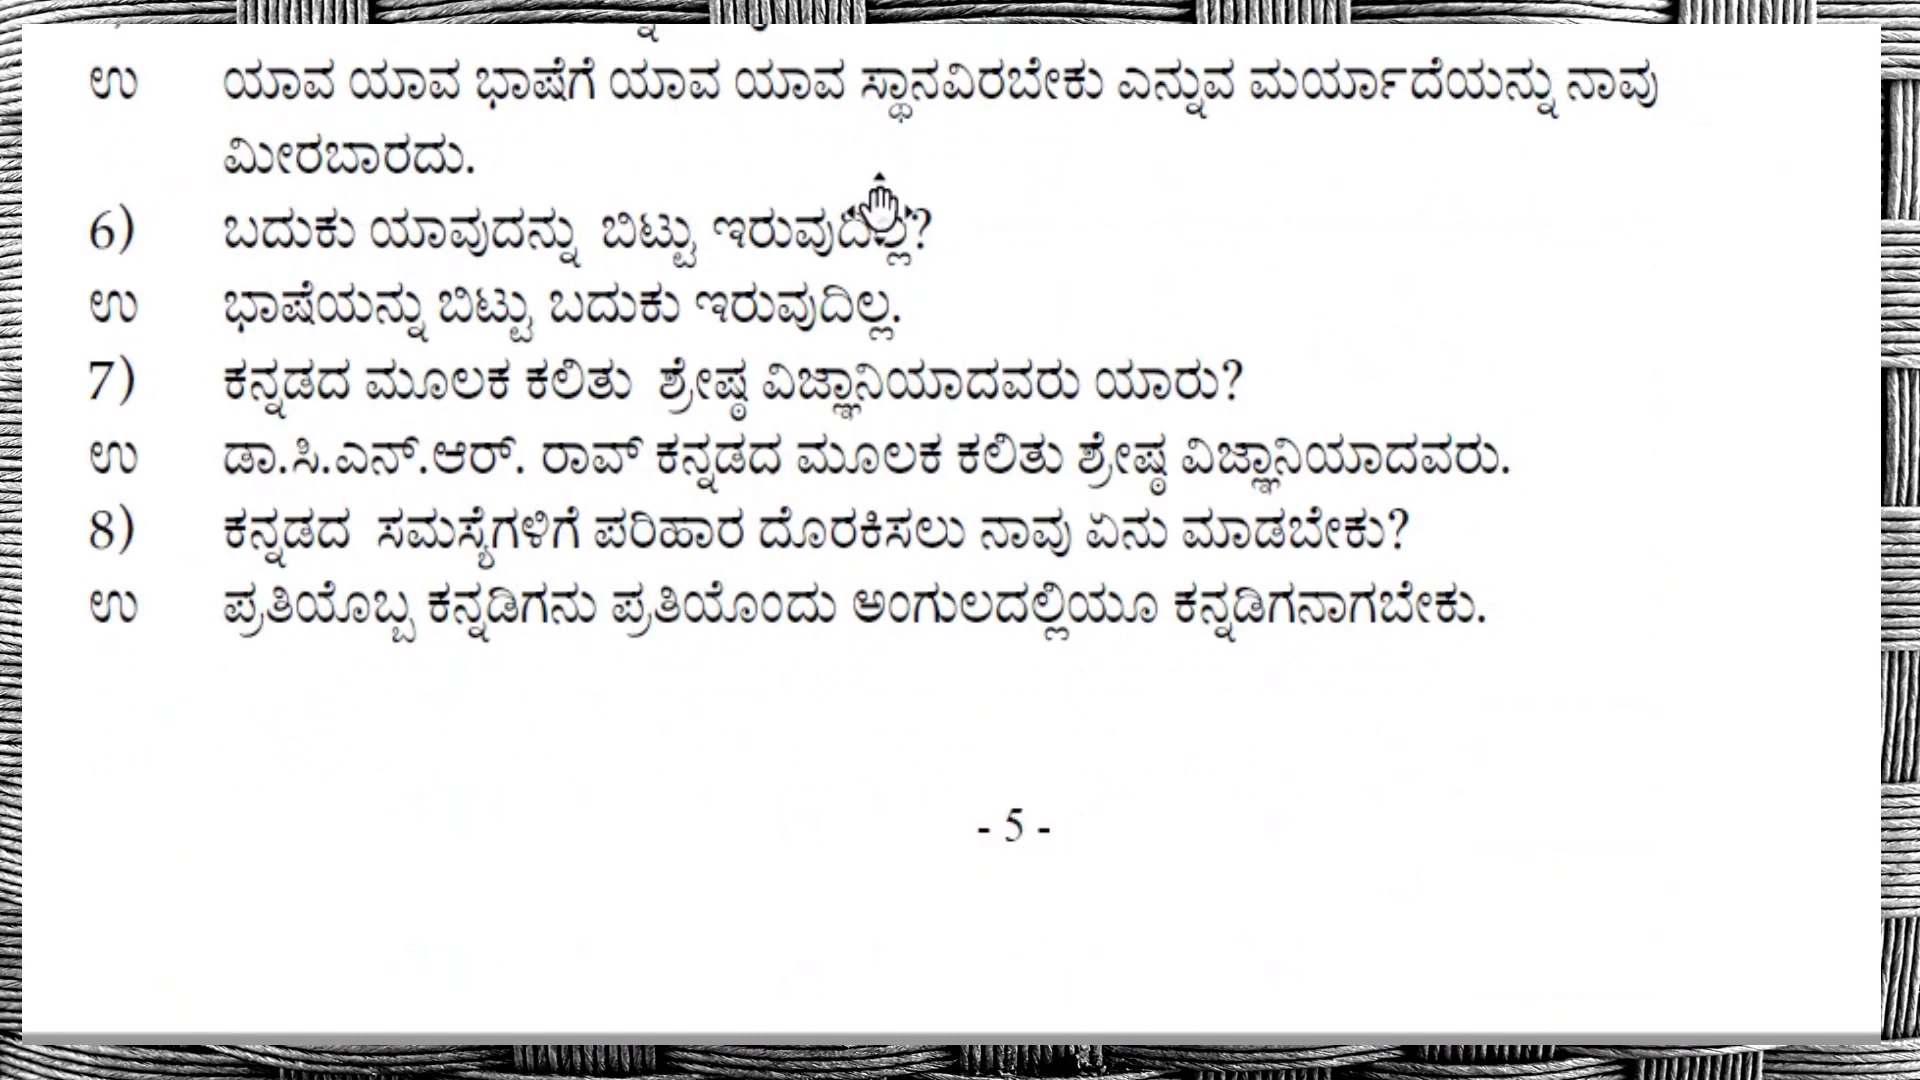 ಉ ಯಾವ ಯಾವ ಭಾಷೆಗೆ ಯಾವ ಯಾವ ಸ್ಥಾನವಿರಬೇಕು ಎನ್ನುವ ಮರ್ಯಾದೆಯನ್ನು ನಾವು
ಮೀರಬಾರದು.
6) ಬದುಕು ಯಾವುದನ್ನು ಬಿಟ್ಟು ಇರುವುದಿಲ್ಲ?
ಉ ಭಾಷೆಯನ್ನು ಬಿಟ್ಟು ಬದುಕು ಇರುವುದಿಲ್ಲ.
7) ಕನ್ನಡದ ಮೂಲಕ ಕಲಿತು ಶ್ರೇಷ್ಠ ವಿಜ್ಞಾನಿಯಾದವರು ಯಾರು?
ಉ ಡಾ.ಸಿ.ಎನ್.ಆರ್. ರಾವ್ ಕನ್ನಡದ ಮೂಲಕ ಕಲಿತು ಶ್ರೇಷ್ಠ ವಿಜ್ಞಾನಿಯಾದವರು.
8) ಕನ್ನಡದ ಸಮಸ್ಯೆಗಳಿಗೆ ಪರಿಹಾರ ದೊರಕಿಸಲು ನಾವು ಏನು ಮಾಡಬೇಕು?
ಉ ಪ್ರತಿಯೊಬ್ಬ ಕನ್ನಡಿಗನು ಪ್ರತಿಯೊಂದು ಅಂಗುಲದಲ್ಲಿಯೂ ಕನ್ನಡಿಗನಾಗಬೇಕು.
- 5 -